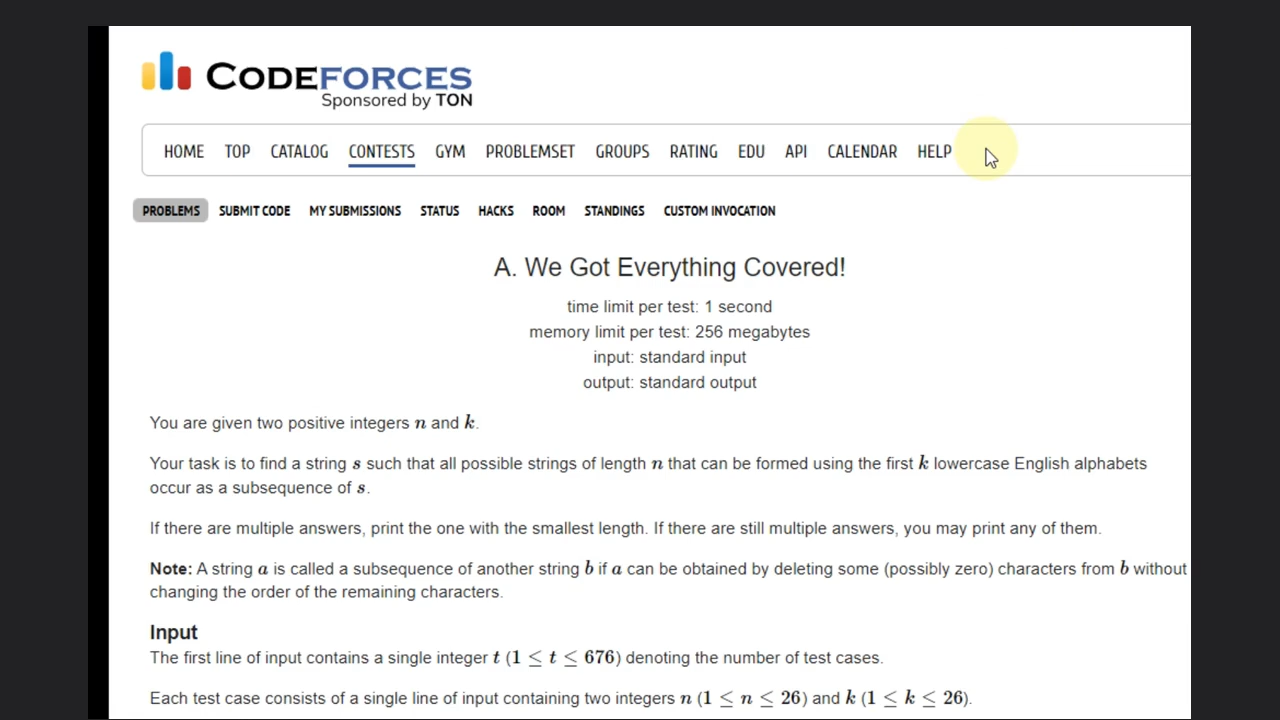 CODEFORCES
Sponsored by TON
HOME TOP CATALOG CONTESTS GYM PROBLEMSET GROUPS RATING EDU API CALENDAR HELP
PROBLEMS SUBMIT CODE MY SUBMISSIONS STATUS HACKS ROOM STANDINGS CUSTOM INVOCATION
A. We Got Everything Covered!
time limit per test: 1 second
memory limit per test: 256 megabytes
input: standard input
output: standard output
You are given two positive integers n and k.
Your task is to find a string s such that all possible strings of length n that can be formed using the first k lowercase English alphabets
occur as a subsequence of s.
If there are multiple answers, print the one with the smallest length. If there are still multiple answers, you may print any of them.
Note: A string a is called a subsequence of another string b if a can be obtained by deleting some (possibly zero) characters from b without
changing the order of the remaining characters.
Input
The first line of input contains a single integer t (1 ≤ t ≤ 676) denoting the number of test cases.
Each test case consists of a single line of input containing two integers n (1 ≤ n ≤ 26) and k (1 ≤ k ≤ 26).